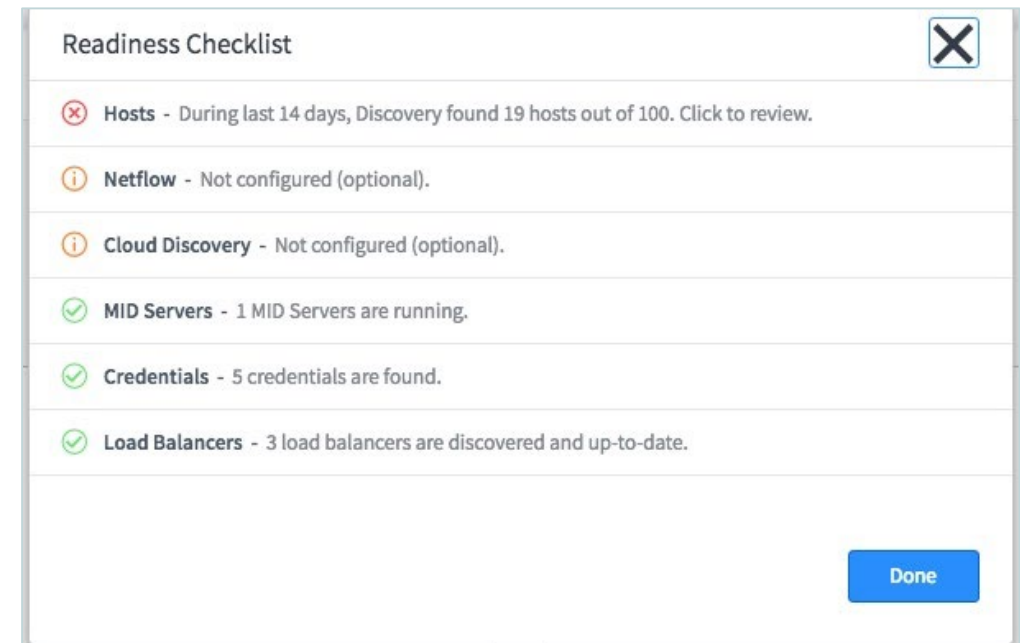 Readiness Checklist
Hosts - During last 14 days, Discovery found 19 hosts out of 100. Click to review.
Netflow - Not configured (optional).
Cloud Discovery - Not configured (optional).
MID Servers - 1 MID Servers are running.
Credentials - 5 credentials are found.
Load Balancers - 3 load balancers are discovered and up-to-date.
Done